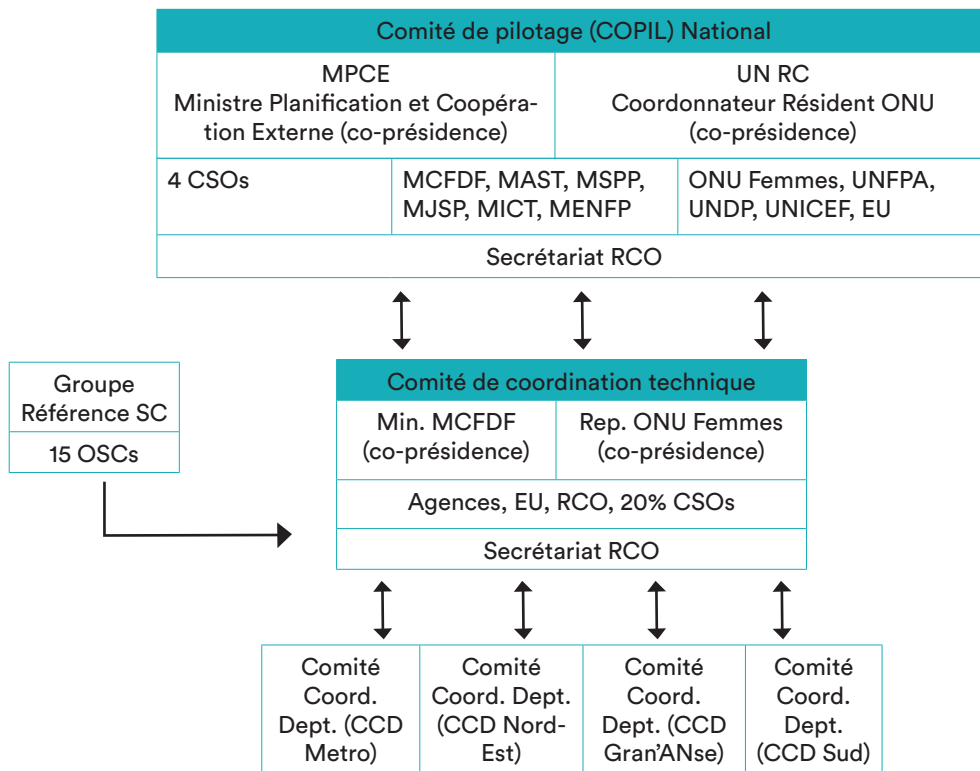 Comité de pilotage (COPIL) National
MPCE
Ministre Planification et Coopéra-
tion Externe (co-présidence)
UN RC
Coordonnateur Résident ONU
(co-présidence)
4 CSOs
MCFDF, MAST, MSPP,
MJSP, MICT, MENFP
ONU Femmes, UNFPA,
UNDP, UNICEF, EU
Secrétariat RCO
Groupe
Référence SC
15 OSCs
Comité de coordination technique
Min. MCFDF
(co-présidence)
Rep. ONU Femmes
(co-présidence)
Agences, EU, RCO, 20% CSOs
Secrétariat RCO
Comité
Coord.
Dept. (CCD
Metro)
Comité
Coord. Dept.
(CCD Nord-
Est)
Comité
Coord.
Dept. (CCD
Gran'ANse)
Comité
Coord.
Dept.
(CCD Sud)